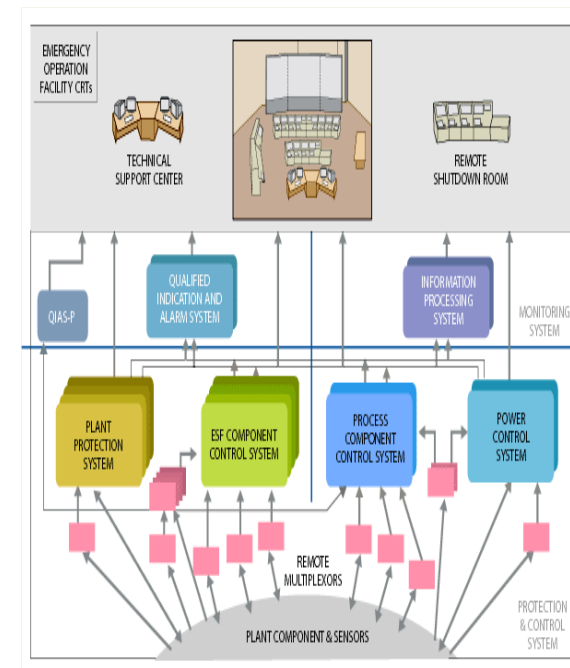 EMERGENCY
OPERATION
FACILITY CRTs
TECHNICAL
SUPPORT CENTER
REMOTE
SHUTDOWN ROOM
QIAS-P
QUALIFIED
INDICATION AND
ALARM SYSTEM
INFORMATION
PROCESSING
SYSTEM
MONITORING
SYSTEM
PLANT
PROTECTION
SYSTEM
ESF COMPONENT
CONTROL SYSTEM
PROCESS
COMPONENT
CONTROL SYSTEM
POWER
CONTROL
SYSTEM
REMOTE
MULTIPLEXORS
PLANT COMPONENT & SENSORS
PROTECTION
& CONTROL
SYSTEM